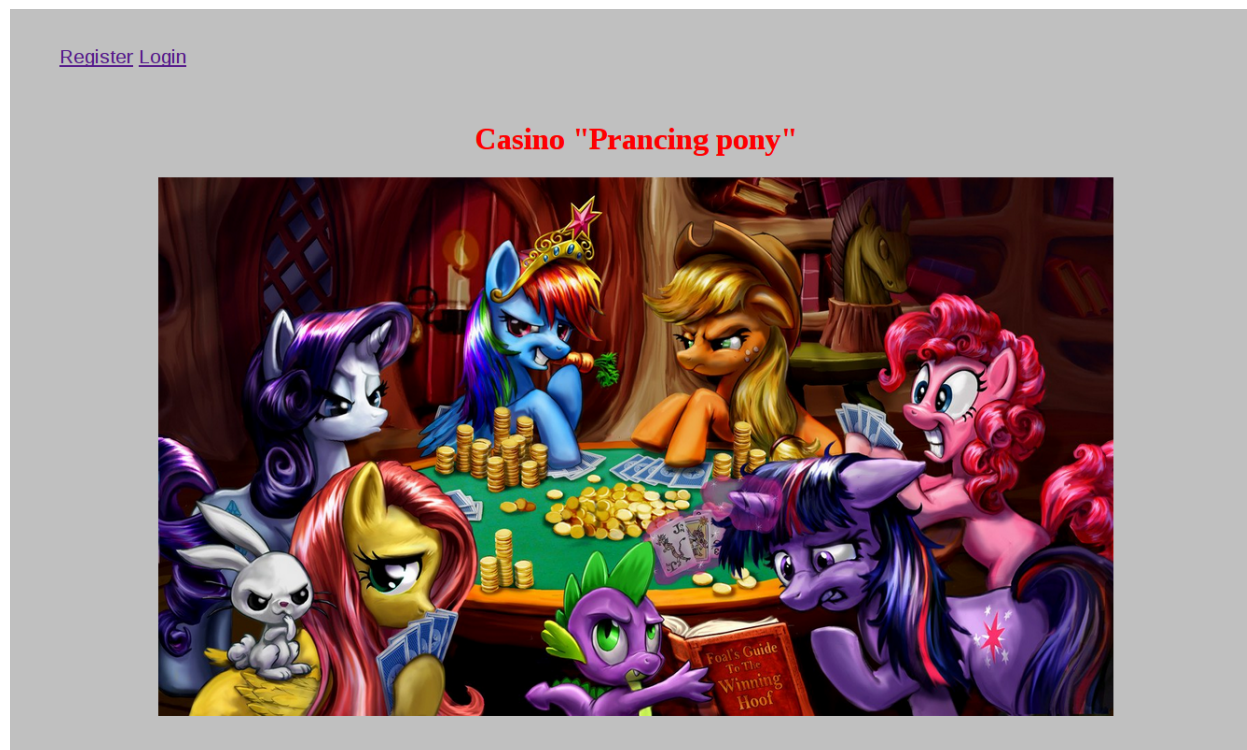 Register Login
Casino "Prancing pony"
Foal's Guide
To The
Winning
Hoof